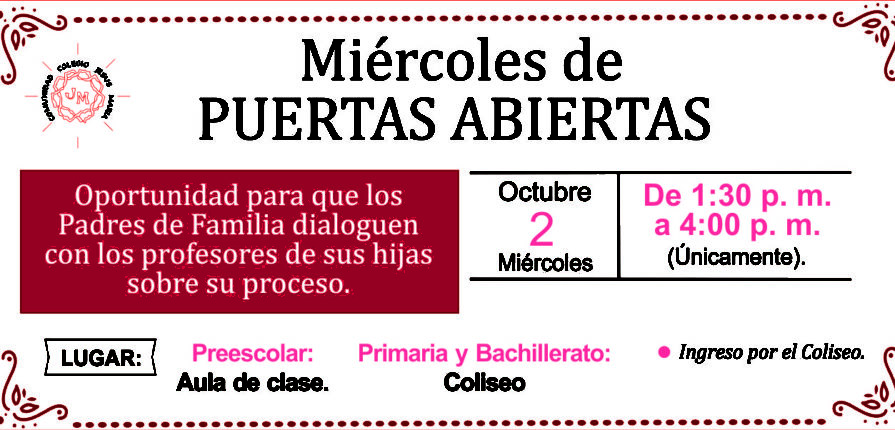 COMUNIDAD COLEGIO JESUS MARIA
JM
Miércoles de
PUERTAS ABIERTAS
Oportunidad para que los
Padres de Familia dialoguen
con los profesores de sus hijas
sobre su proceso.
Octubre
2
Miércoles
De 1:30 p. m.
a 4:00 p. m.
(Únicamente).
LUGAR:
Preescolar:
Aula de clase.
Primaria y Bachillerato:
Coliseo
• Ingreso por el Coliseo.